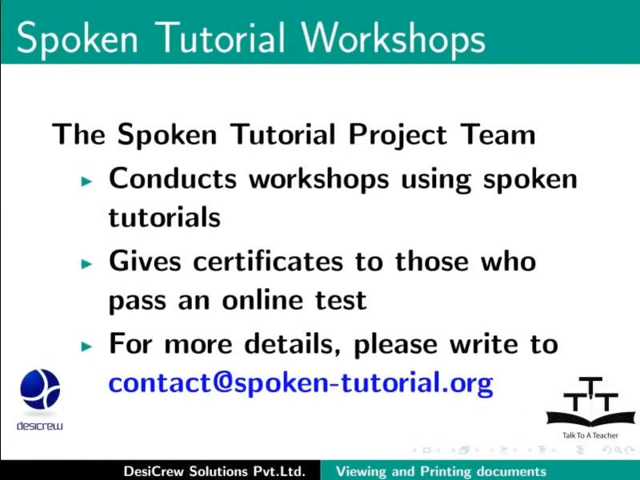 Spoken Tutorial Workshops
The Spoken Tutorial Project Team
Conducts workshops using spoken
tutorials
Gives certificates to those who
pass an online test
For more details, please write to
contact@spoken-tutorial.org
desicrew
TTT
Talk To A Teacher
DesiCrew Solutions Pvt.Ltd.
Viewing and Printing documents